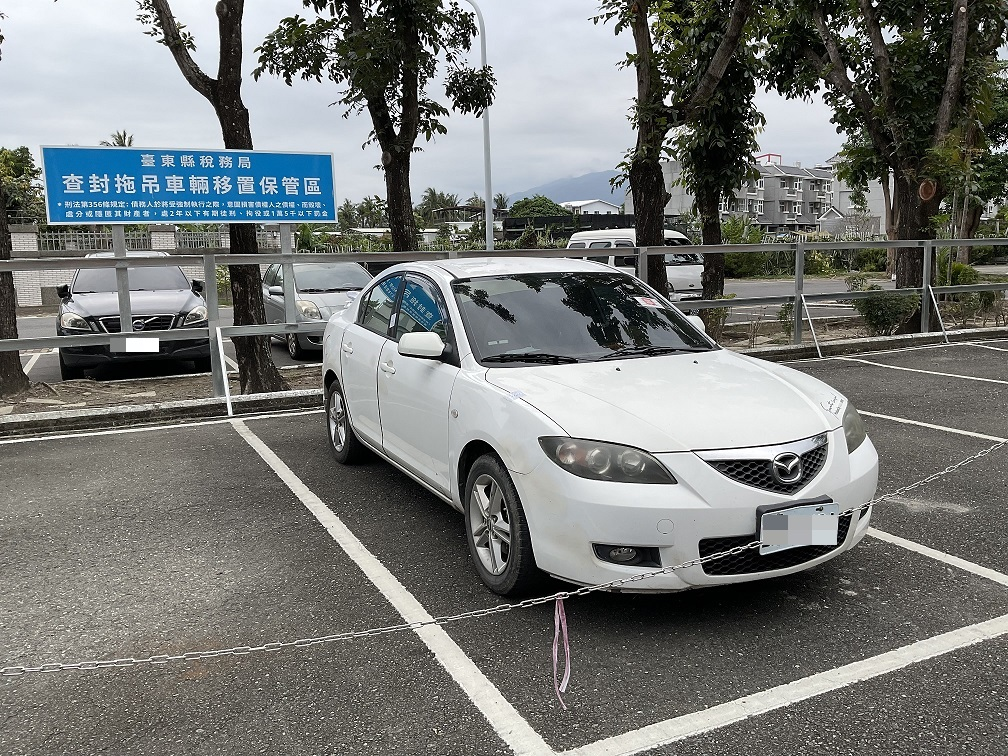 臺東縣稅務局
查封拖吊車輛移置保管區
* 刑法第356條規定：債務人於將受強制執行之際，意圖損害債權人之債權，而毀壞、
處分或隱匿其財產者，處2年以下有期徒刑、拘役或1萬5千以下罰金